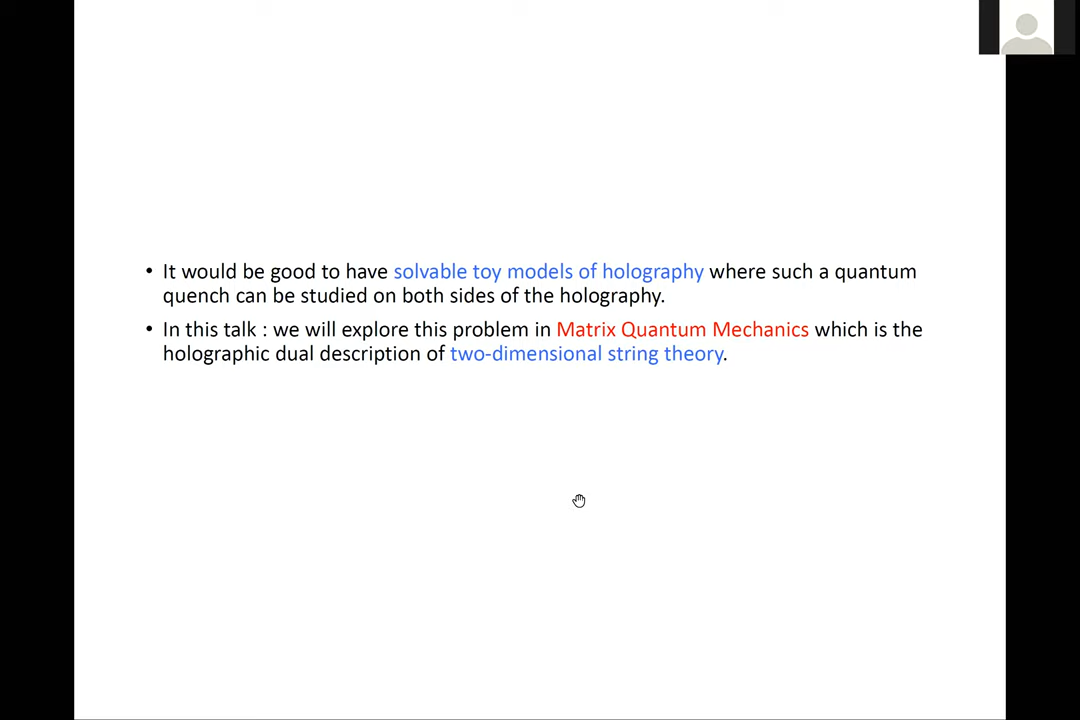 • It would be good to have solvable toy models of holography where such a quantum
quench can be studied on both sides of the holography.
• In this talk : we will explore this problem in Matrix Quantum Mechanics which is the
holographic dual description of two-dimensional string theory.